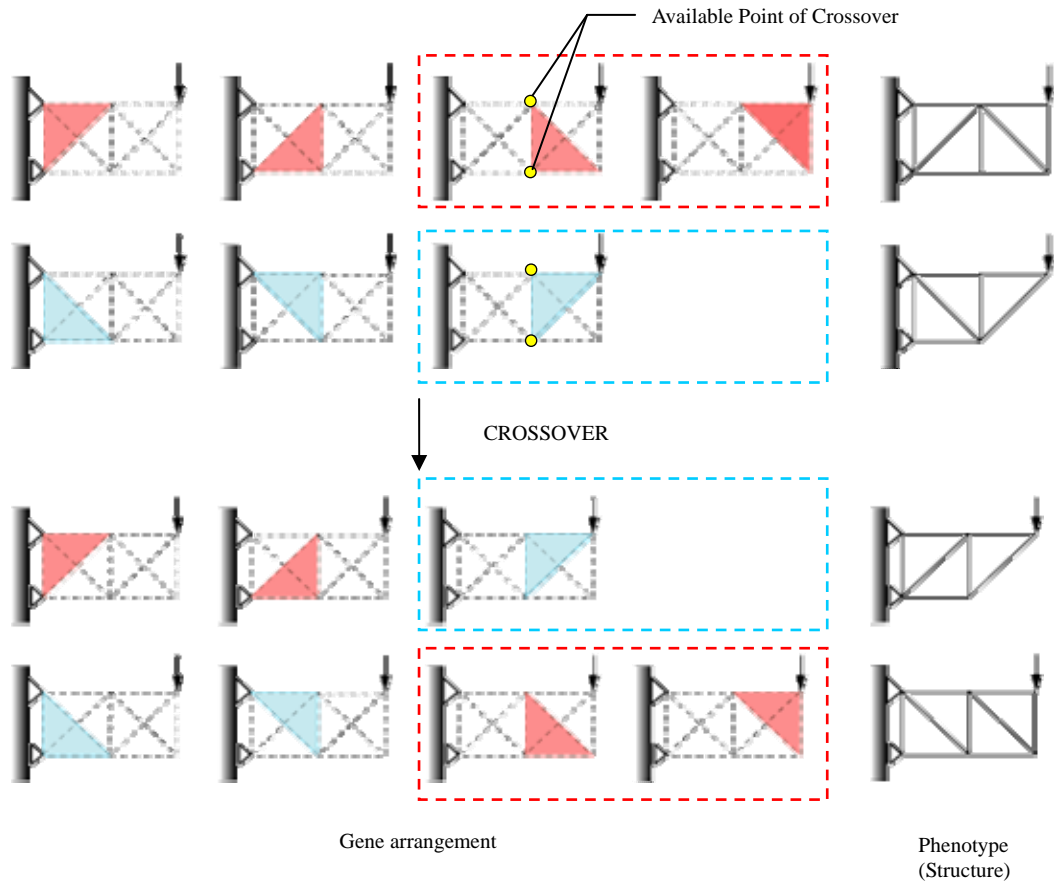 Available Point of Crossover
CROSSOVER
Gene arrangement
Phenotype
(Structure)